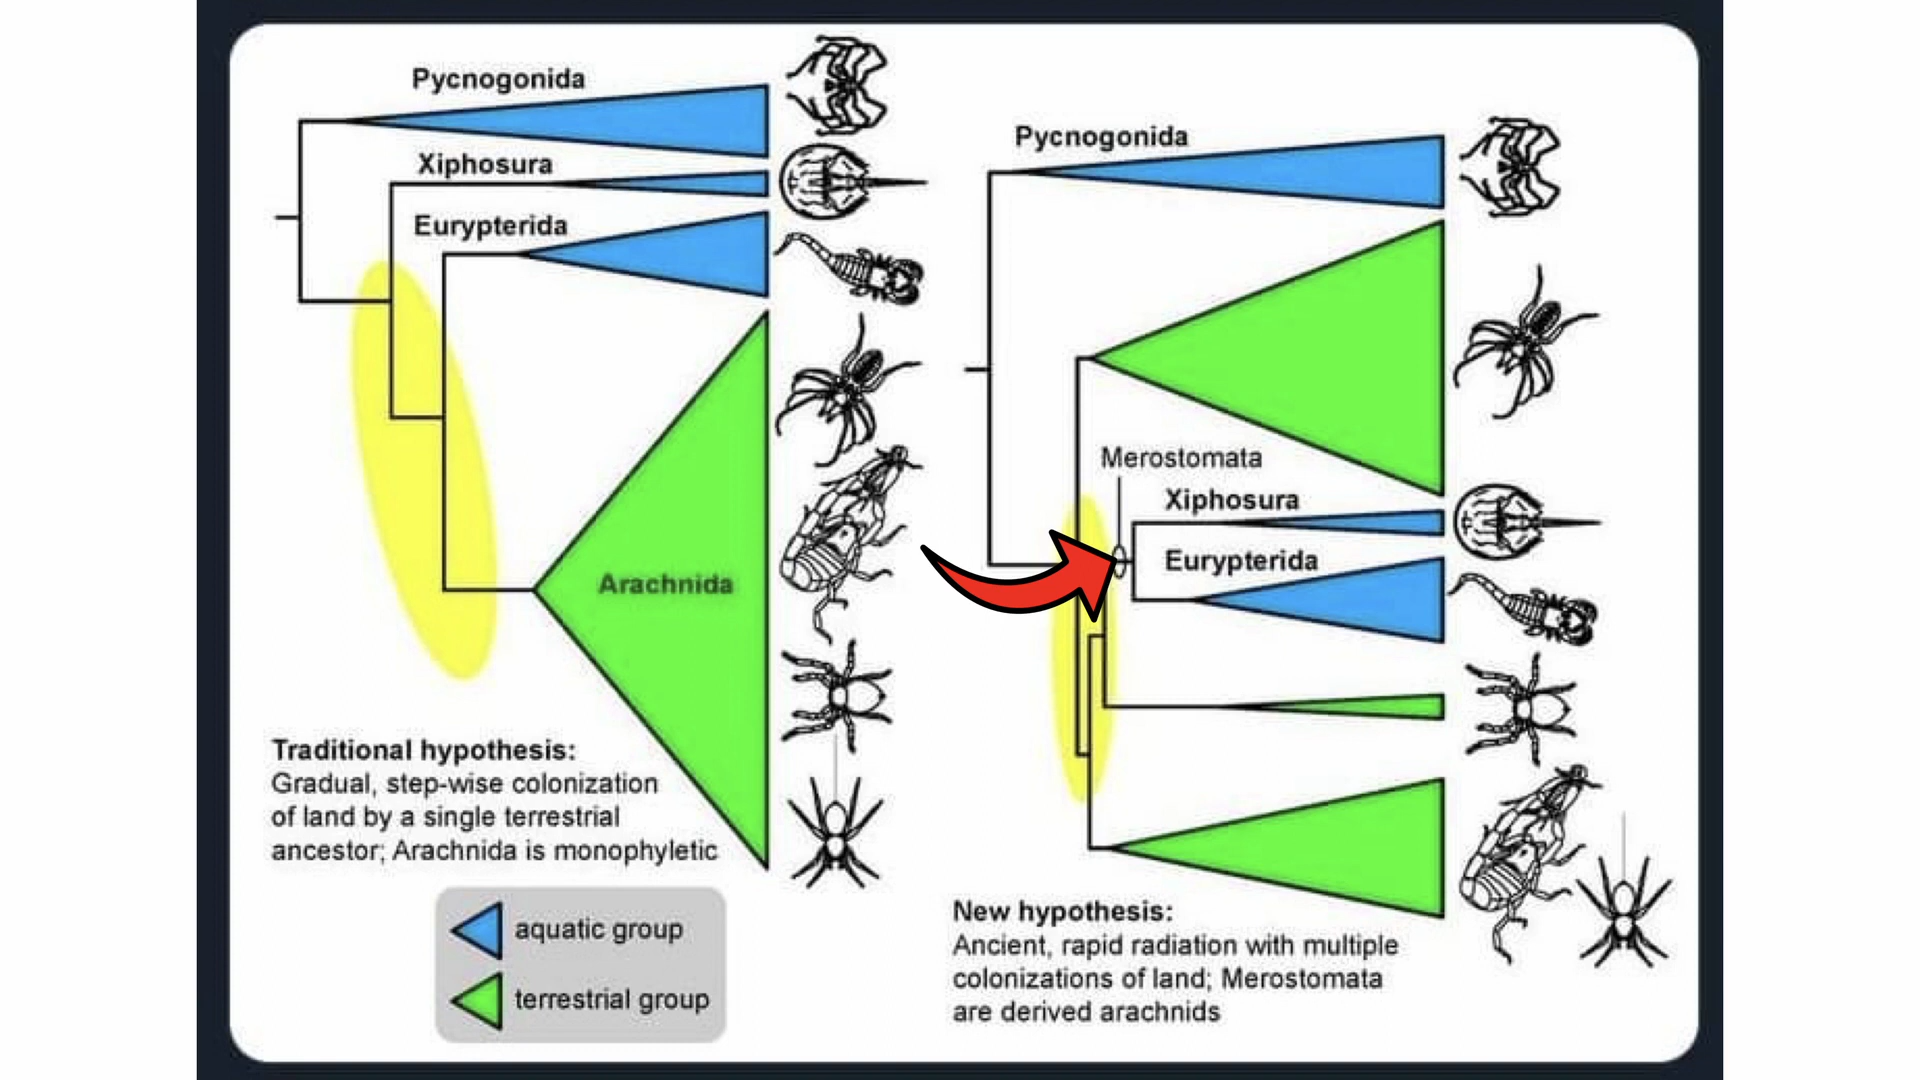 Pycnogonida
Xiphosura
Eurypterida
Arachnida
Traditional hypothesis:
Gradual, step-wise colonization
of land by a single terrestrial
ancestor; Arachnida is monophyletic
aquatic group
terrestrial group
Pycnogonida
Merostomata
Xiphosura
Eurypterida
New hypothesis:
Ancient, rapid radiation with multiple
colonizations of land; Merostomata
are derived arachnids